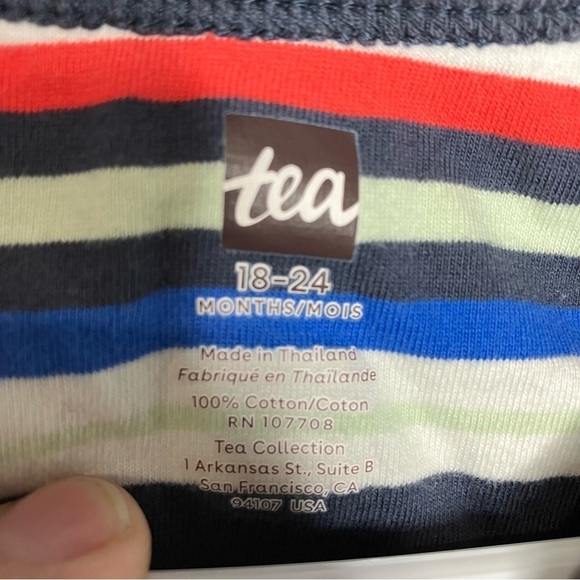 tea
18-24
MONTHS/MOIS
Made in Thailand
Fabriqué en Thaïlande
100% Cotton/Coton
RN 107708
Tea Collection
1 Arkansas St., Suite B
San Francisco, CA
94107 USA